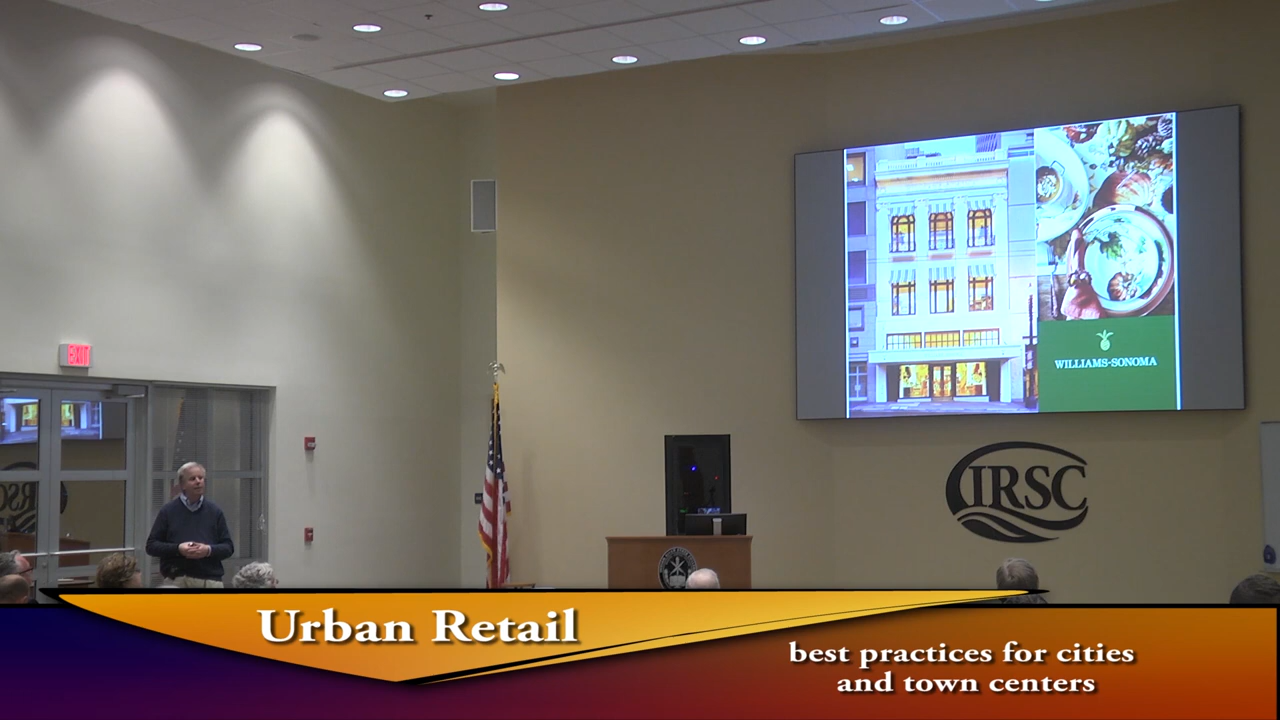 EXIT
WILLIAMS-SONOMA
IRSC
Urban Retail
best practices for cities
and town centers